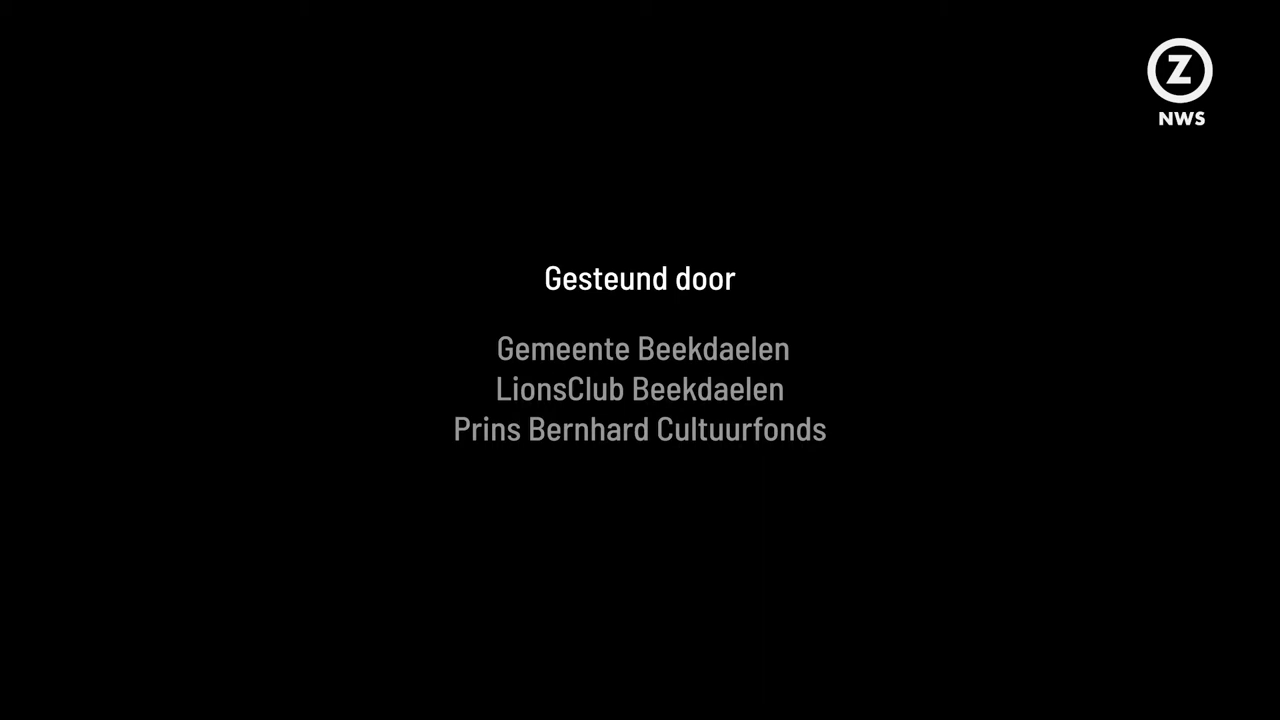 Z
NWS
Gesteund door
Gemeente Beekdaelen
LionsClub Beekdaelen
Prins Bernhard Cultuurfonds